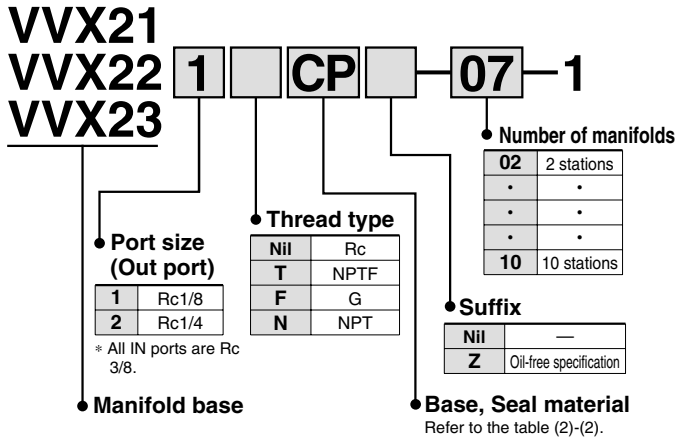 VVX21
VVX22 1 CP — 07 — 1
VVX23
Number of manifolds
02 2 stations
• •
• •
• •
10 10 stations
Thread type
Nil Rc
T NPTF
F G
N NPT
Port size
(Out port)
1 Rc1/8
2 Rc1/4
* All IN ports are Rc
3/8.
Suffix
Nil —
Z Oil-free specification
Manifold base
Base, Seal material
Refer to the table (2)-(2).